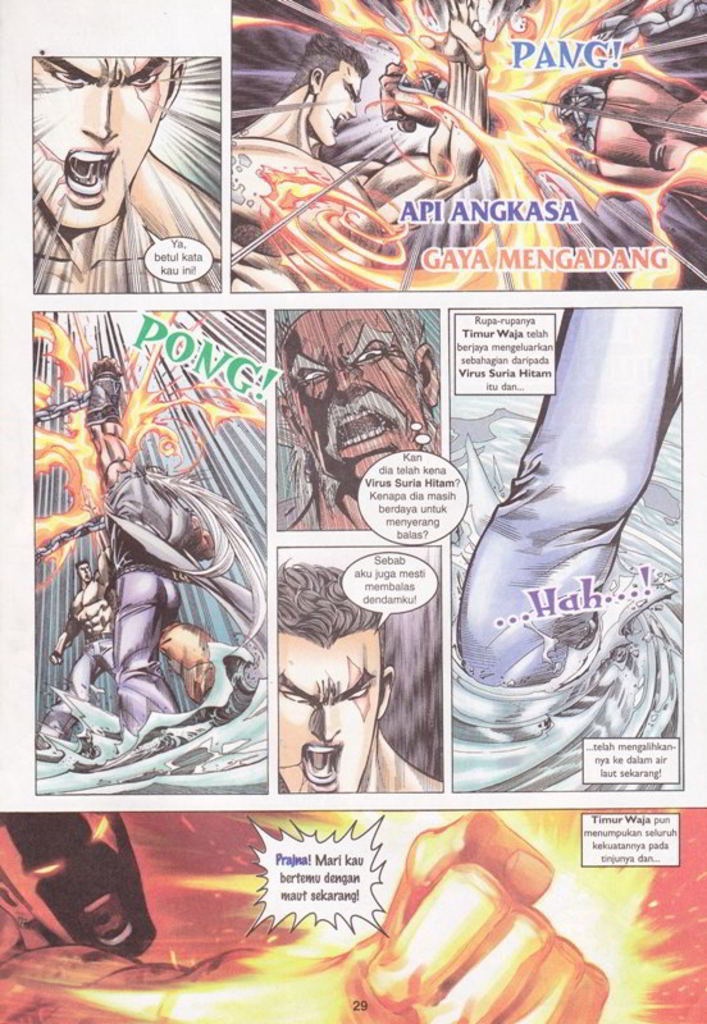 Ya,
betul kata
kau ini!
PANG!
API ANGKASA
GAYA MENGADANG
PONG!
Kan
dia telah kena
Virus Suria Hitam?
Kenapa dia masih
berdaya untuk
menyerang
balas?
Sebab
aku juga mesti
membalas
dendamku!
Rupa-rupanya
Timur Waja telah
berjaya mengeluarkan
sebahagian daripada
Virus Suria Hitam
itu dan...
...Hah...!
...telah mengalihkan-
nya ke dalam air
laut sekarang!
Prajna! Mari kau
bertemu dengan
maut sekarang!
Timur Waja pun
menumpukan seluruh
kekuatannya pada
tinjunya dan...
29